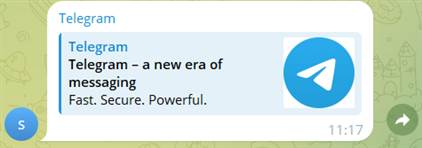 Telegram
Telegram
Telegram – a new era of
messaging
Fast. Secure. Powerful.
S
11:17